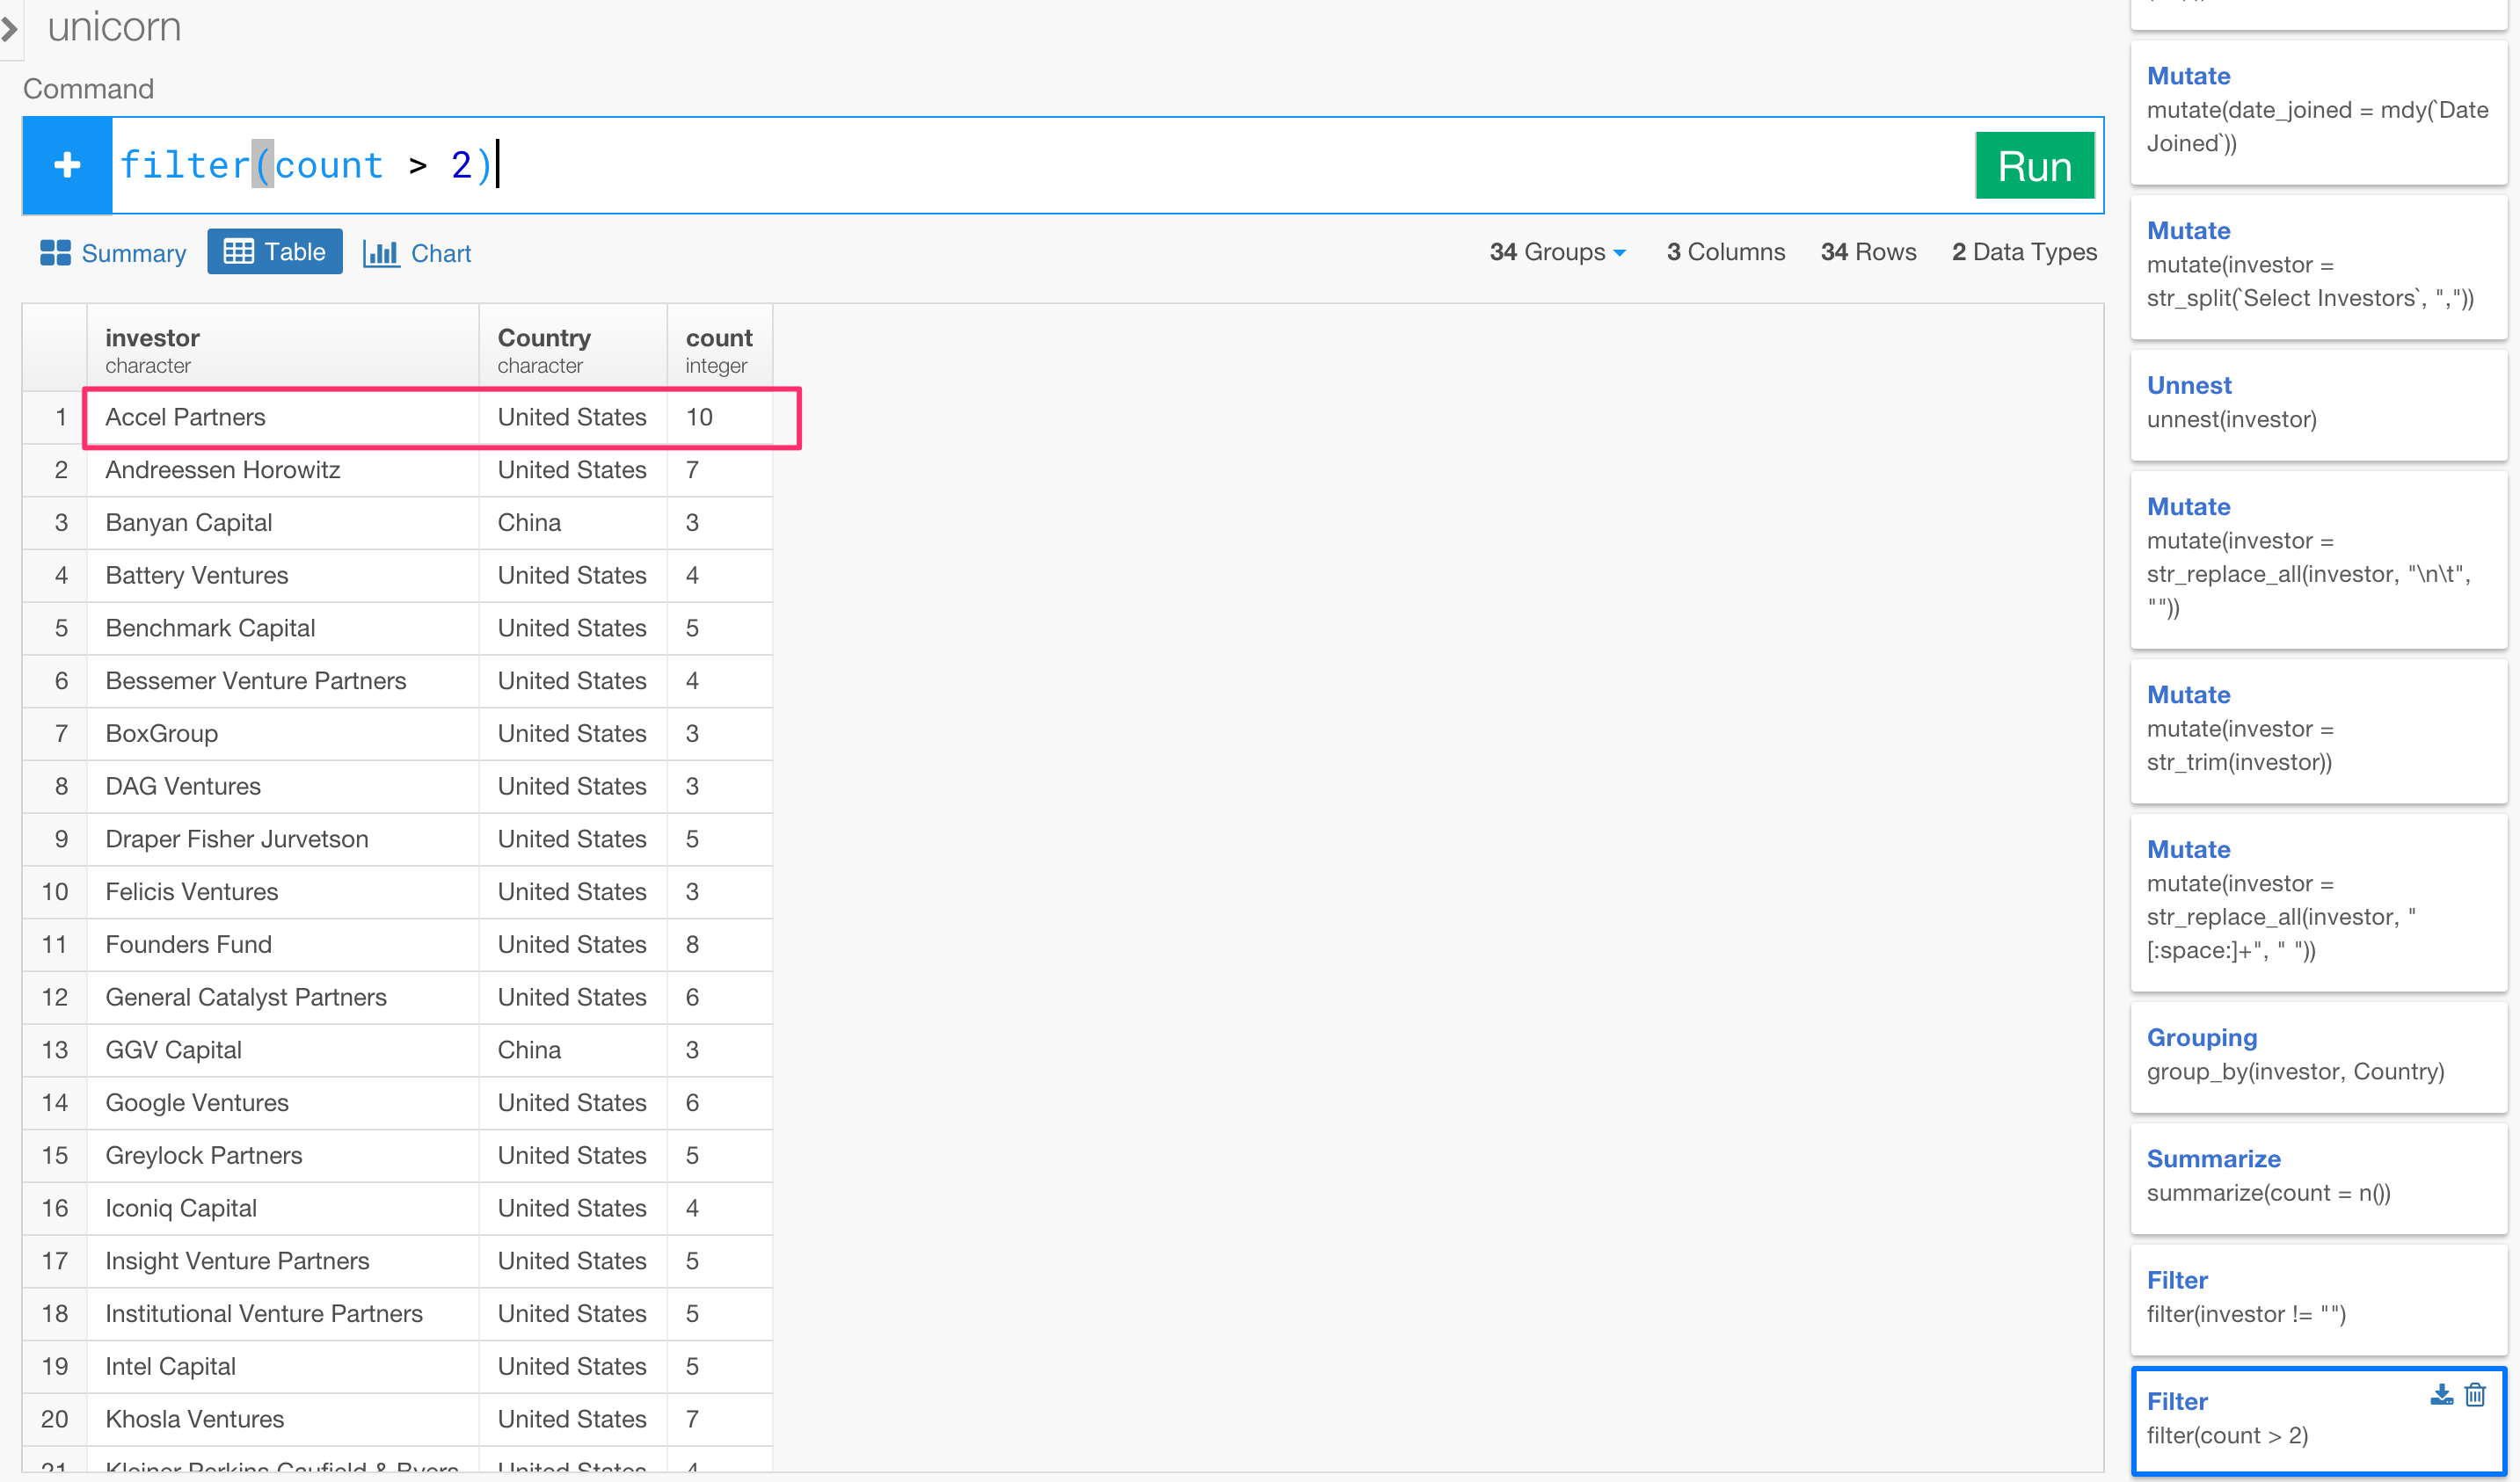 unicorn
Command
filter(count > 2)
Run
Summary Table Chart
34 Groups 3 Columns 34 Rows 2 Data Types
investor Country count
character character integer
1 Accel Partners United States 10
2 Andreessen Horowitz United States 7
3 Banyan Capital China 3
4 Battery Ventures United States 4
5 Benchmark Capital United States 5
6 Bessemer Venture Partners United States 4
7 BoxGroup United States 3
8 DAG Ventures United States 3
9 Draper Fisher Jurvetson United States 5
10 Felicis Ventures United States 3
11 Founders Fund United States 8
12 General Catalyst Partners United States 6
13 GGV Capital China 3
14 Google Ventures United States 6
15 Greylock Partners United States 5
16 Iconiq Capital United States 4
17 Insight Venture Partners United States 5
18 Institutional Venture Partners United States 5
19 Intel Capital United States 5
20 Khosla Ventures United States 7
21 Kleiner Perkins Caufield & Byers United States 4
Mutate
mutate(date_joined = mdy(`Date
Joined`))
Mutate
mutate(investor =
str_split(`Select Investors`, ","))
Unnest
unnest(investor)
Mutate
mutate(investor =
str_replace_all(investor, "\n\t",
""))
Mutate
mutate(investor =
str_trim(investor))
Mutate
mutate(investor =
str_replace_all(investor, "
[:space:]+", " "))
Grouping
group_by(investor, Country)
Summarize
summarize(count = n())
Filter
filter(investor != "")
Filter
filter(count > 2)